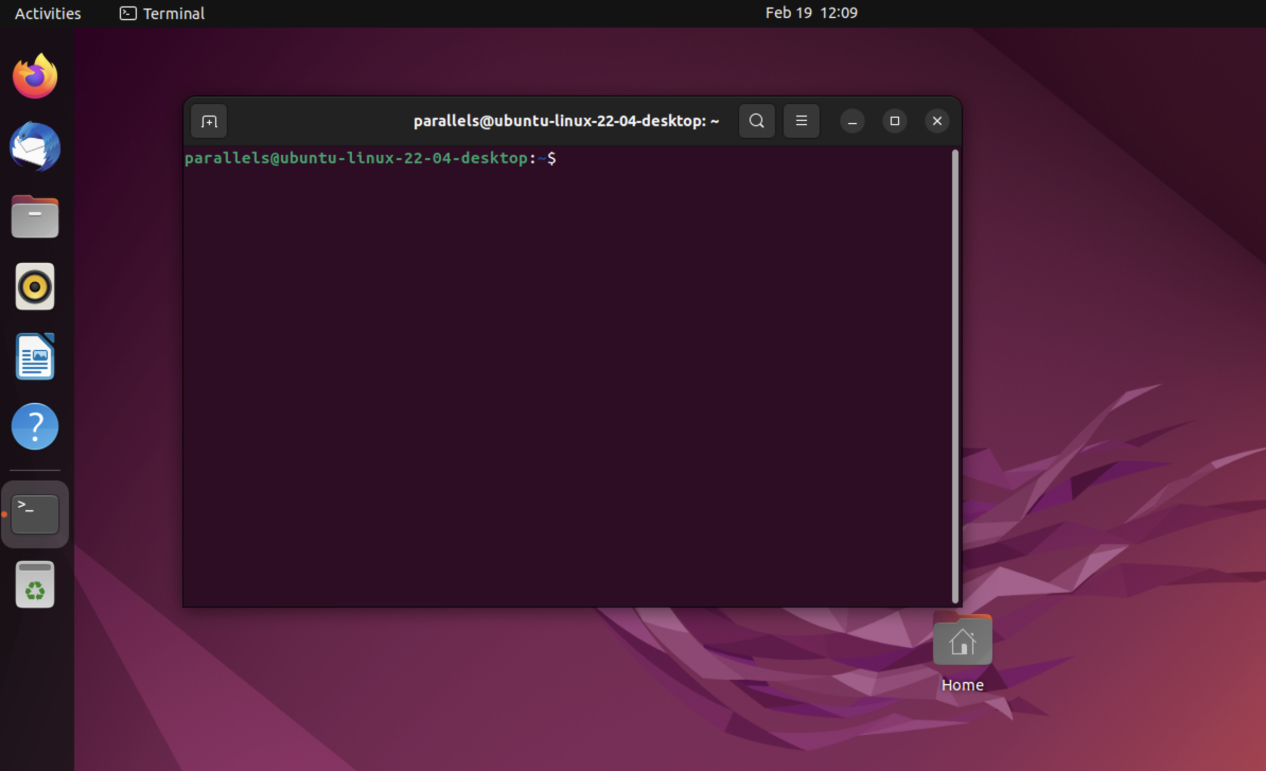 Activities
Terminal
Feb 19 12:09
parallels@ubuntu-linux-22-04-desktop: ~
parallels@ubuntu-linux-22-04-desktop:~$
>_
Home